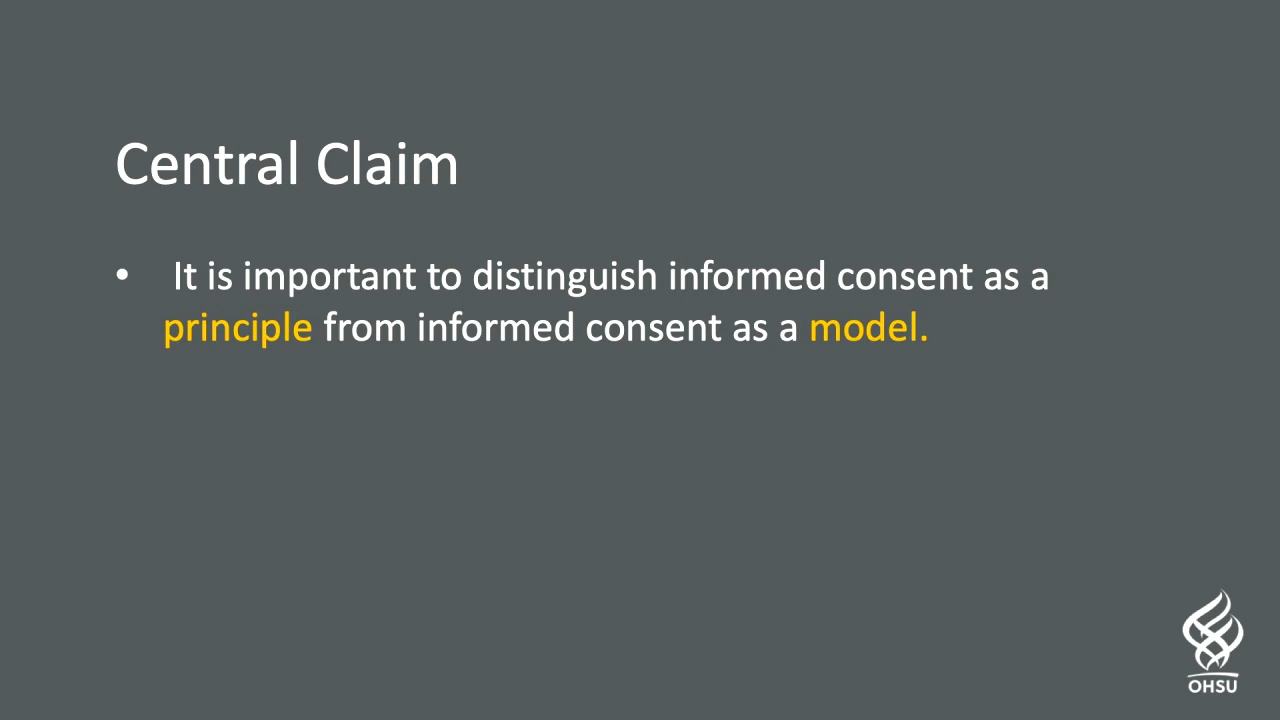 Central Claim
• It is important to distinguish informed consent as a
principle from informed consent as a model.
OHSU